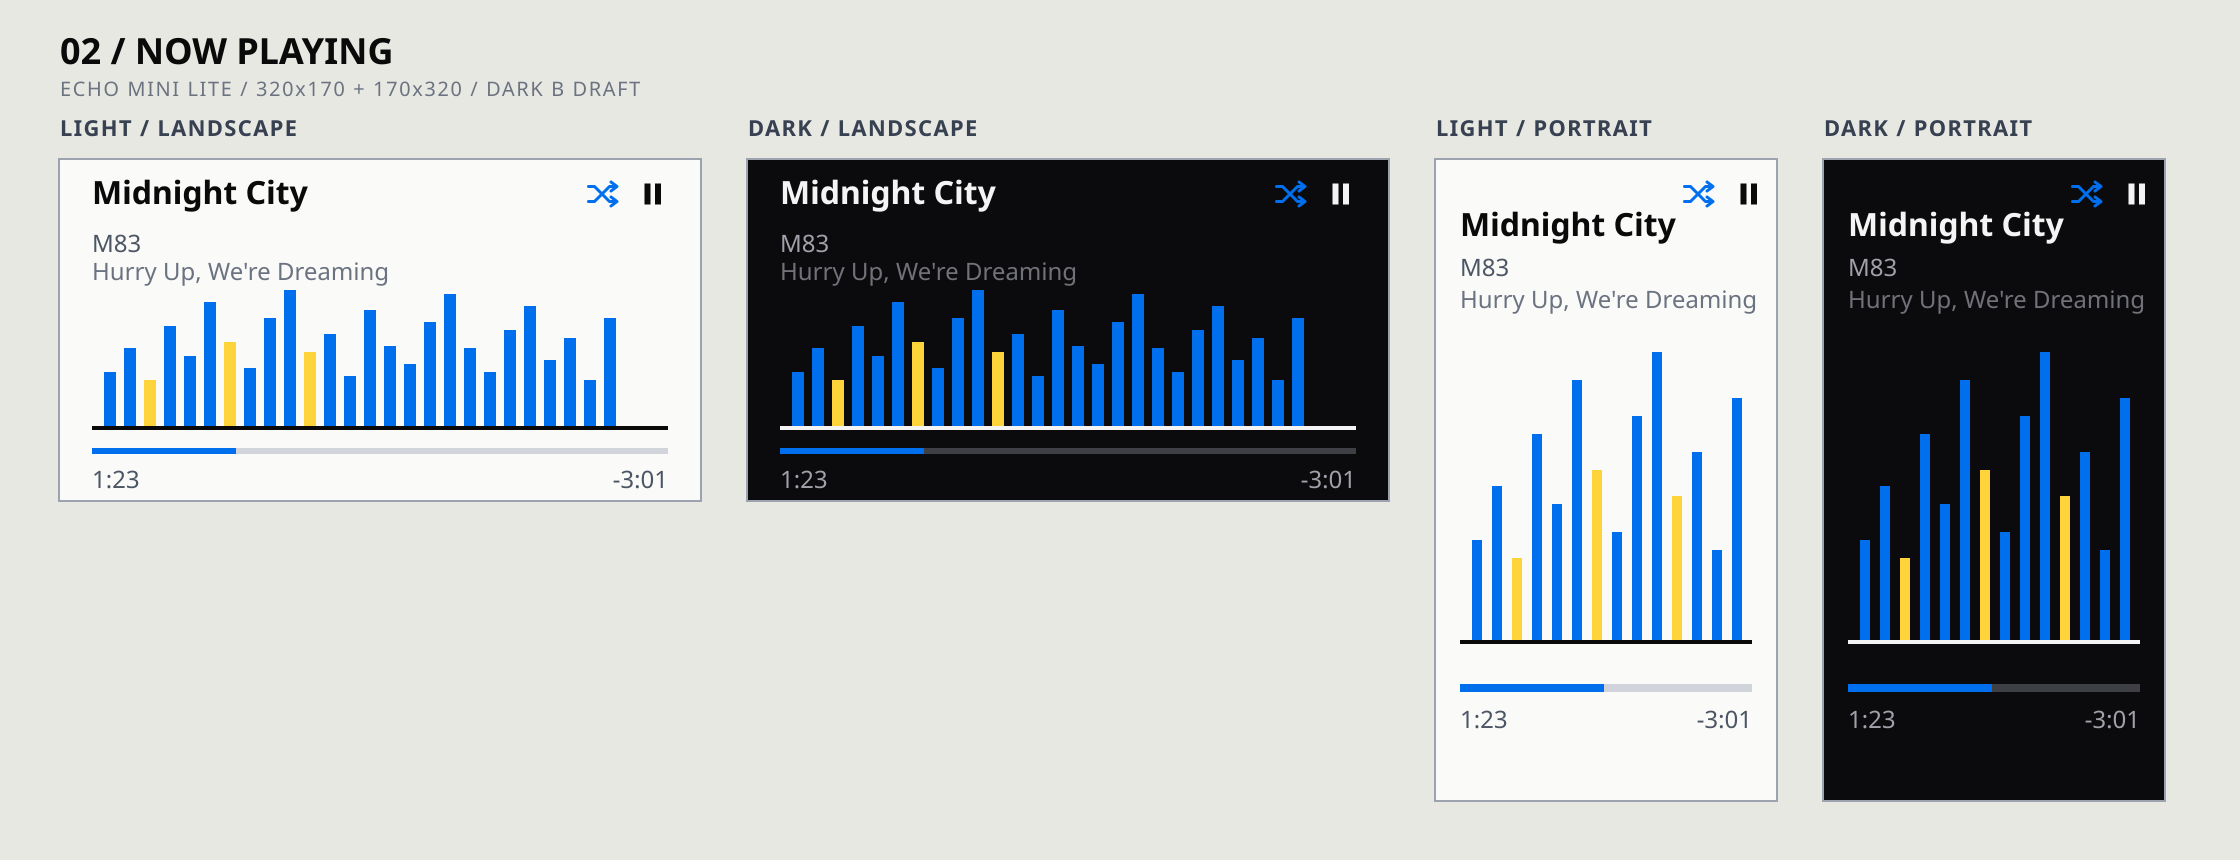 02 / NOW PLAYING
ECHO MINI LITE / 320x170 + 170x320 / DARK B DRAFT
LIGHT / LANDSCAPE
Midnight City
M83
Hurry Up, We're Dreaming
1:23
-3:01
DARK / LANDSCAPE
Midnight City
M83
Hurry Up, We're Dreaming
1:23
-3:01
LIGHT / PORTRAIT
Midnight City
M83
Hurry Up, We're Dreaming
1:23
-3:01
DARK / PORTRAIT
Midnight City
M83
Hurry Up, We're Dreaming
1:23
-3:01